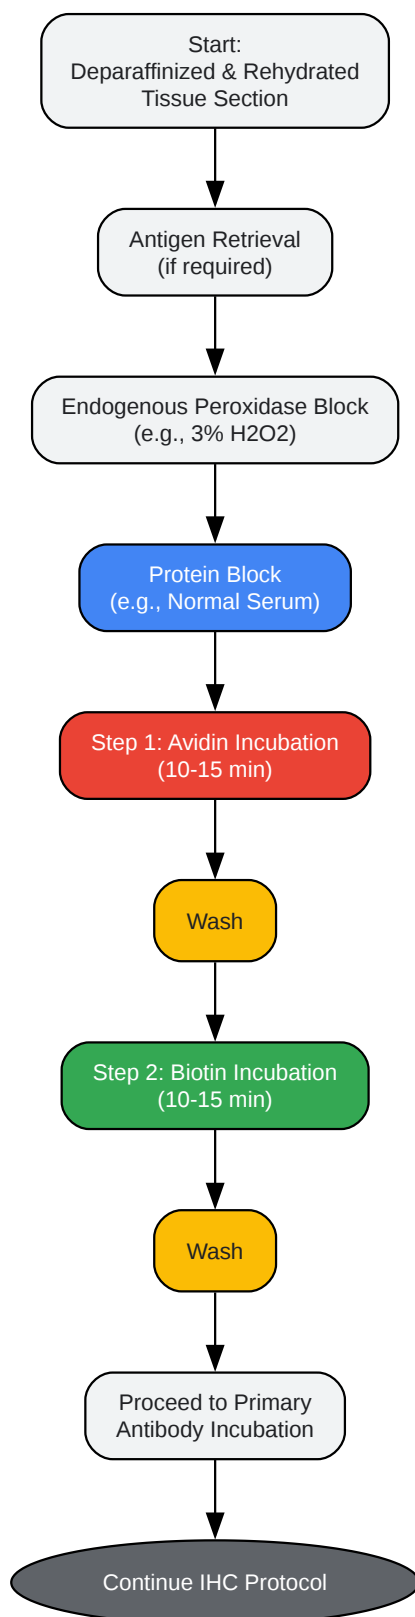 Start:
Deparaffinized & Rehydrated
Tissue Section
Antigen Retrieval
(if required)
Endogenous Peroxidase Block
(e.g., 3% H2O2)
Protein Block
(e.g., Normal Serum)
Step 1: Avidin Incubation
(10-15 min)
Wash
Step 2: Biotin Incubation
(10-15 min)
Wash
Proceed to Primary
Antibody Incubation
Continue IHC Protocol